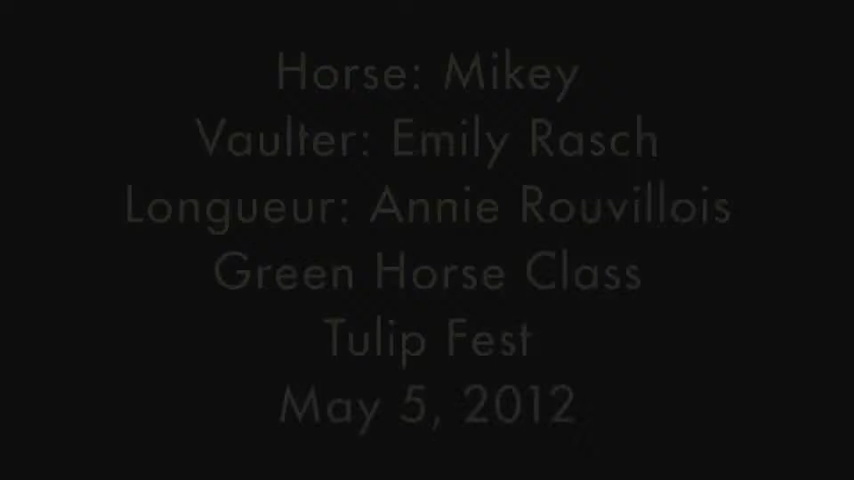 Horse: Mikey
Vaulter: Emily Rasch
Longueur: Annie Rouvillois
Green Horse Class
Tulip Fest
May 5, 2012